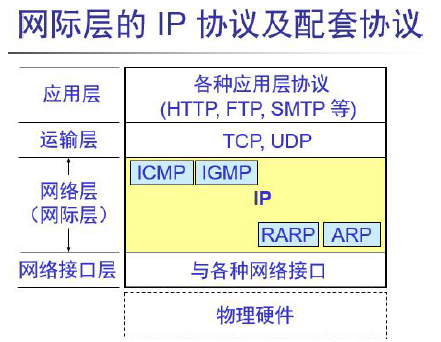 网际层的 IP 协议及配套协议
应用层
各种应用层协议
(HTTP, FTP, SMTP 等)
运输层
TCP, UDP
网络层
（网际层）
ICMP
IGMP
IP
RARP
ARP
网络接口层
与各种网络接口
物理硬件